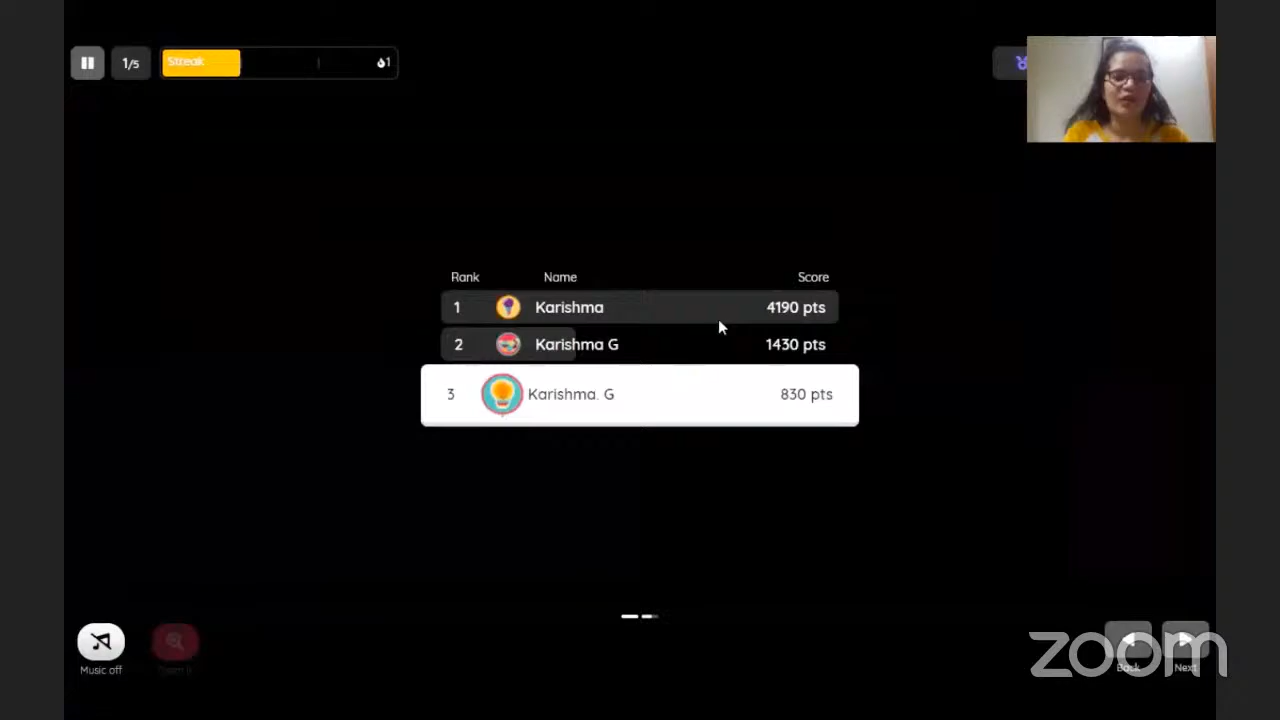 1/5
Streak
1
Rank Name Score
1 Karishma 4190 pts
2 Karishma G 1430 pts
3 Karishma. G 830 pts
Music off
Back
Next
zoom